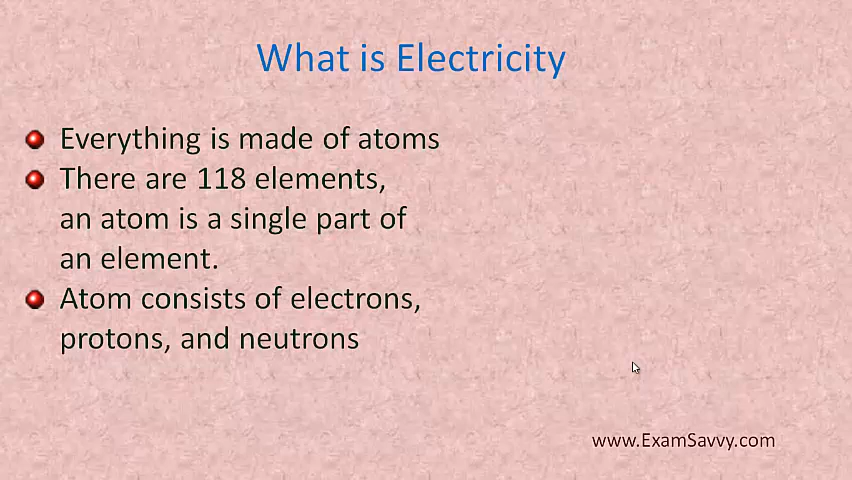 What is Electricity
Everything is made of atoms
There are 118 elements,
an atom is a single part of
an element.
Atom consists of electrons,
protons, and neutrons
www.ExamSavvy.com